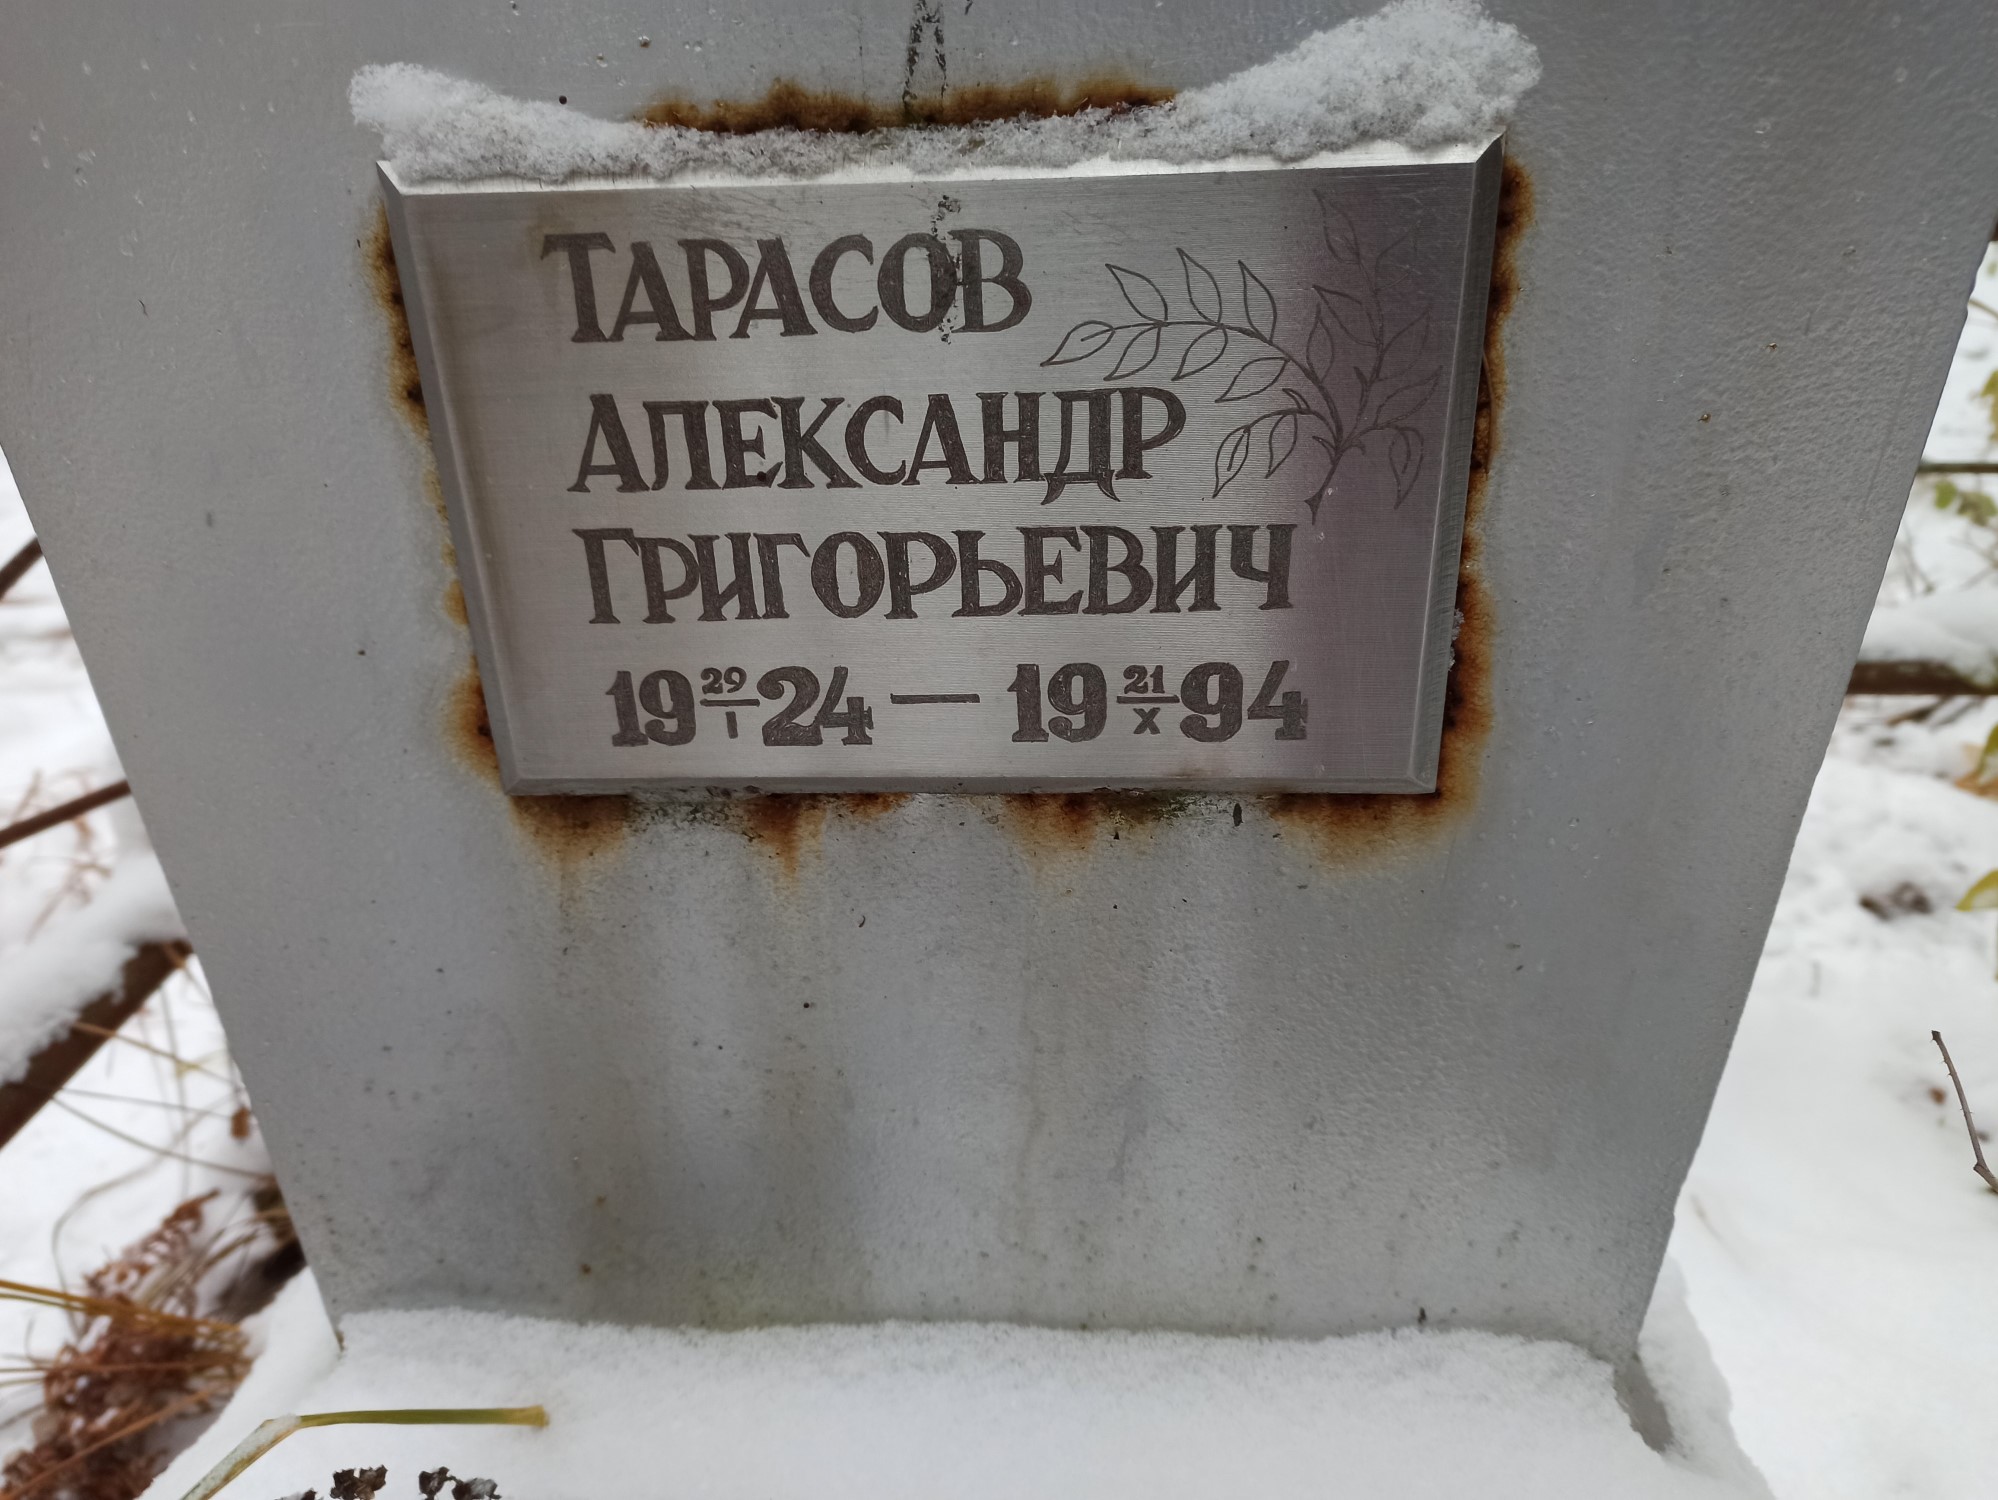 ТАРАСОВ
АЛЕКСАНДР
ГРИГОРЬЕВИЧ
19 29/I 24 — 19 21/X 94